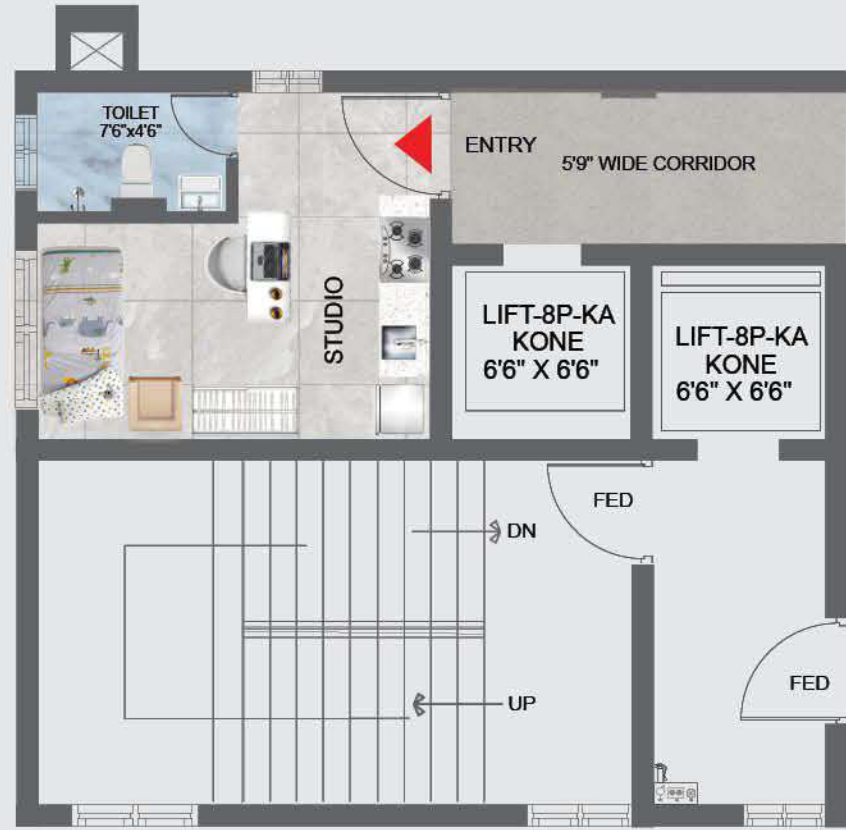 TOILET
7'6"x4'6"
ENTRY
5'9" WIDE CORRIDOR
STUDIO
LIFT-8P-KA
KONE
6'6" X 6'6"
LIFT-8P-KA
KONE
6'6" X 6'6"
FED
DN
UP
FED